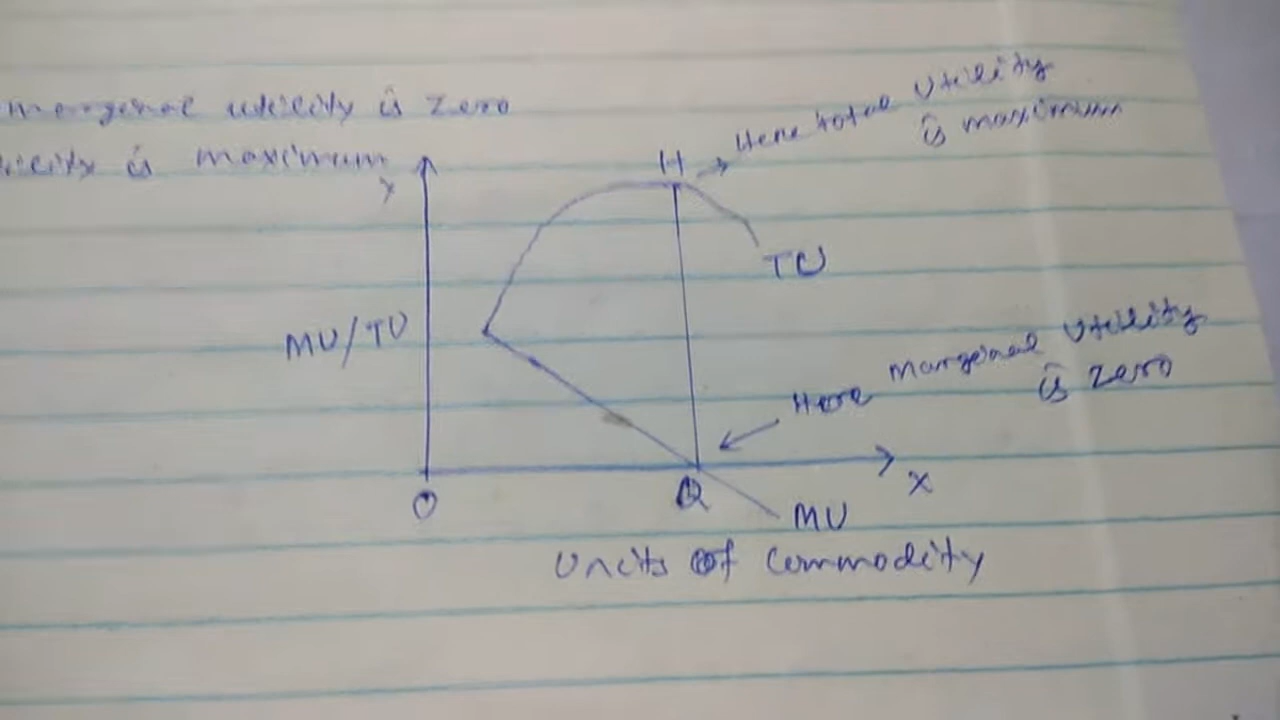 marginal utility is zero
is maximum
Y
H
→ Here total utility
is maximum
TU
MU/TU
Here marginal utility
is zero
O
Q
X
MU
Units of Commodity